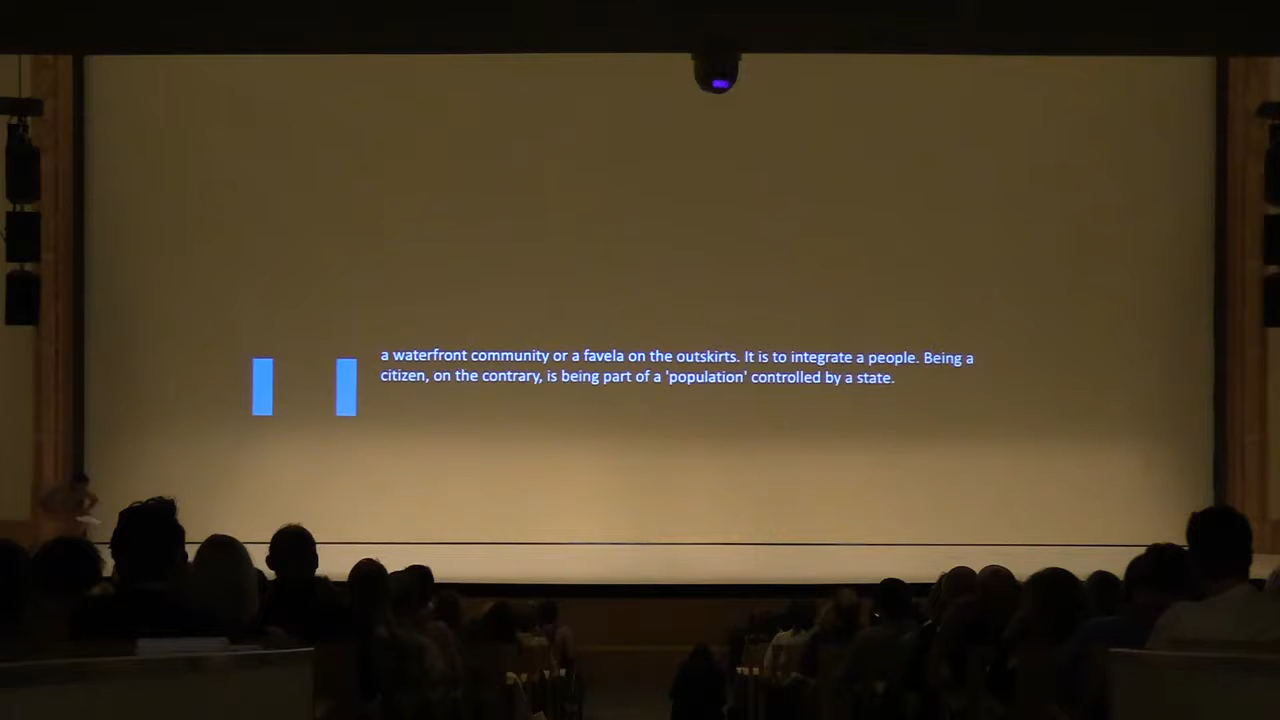 a waterfront community or a favela on the outskirts. It is to integrate a people. Being a
citizen, on the contrary, is being part of a 'population' controlled by a state.